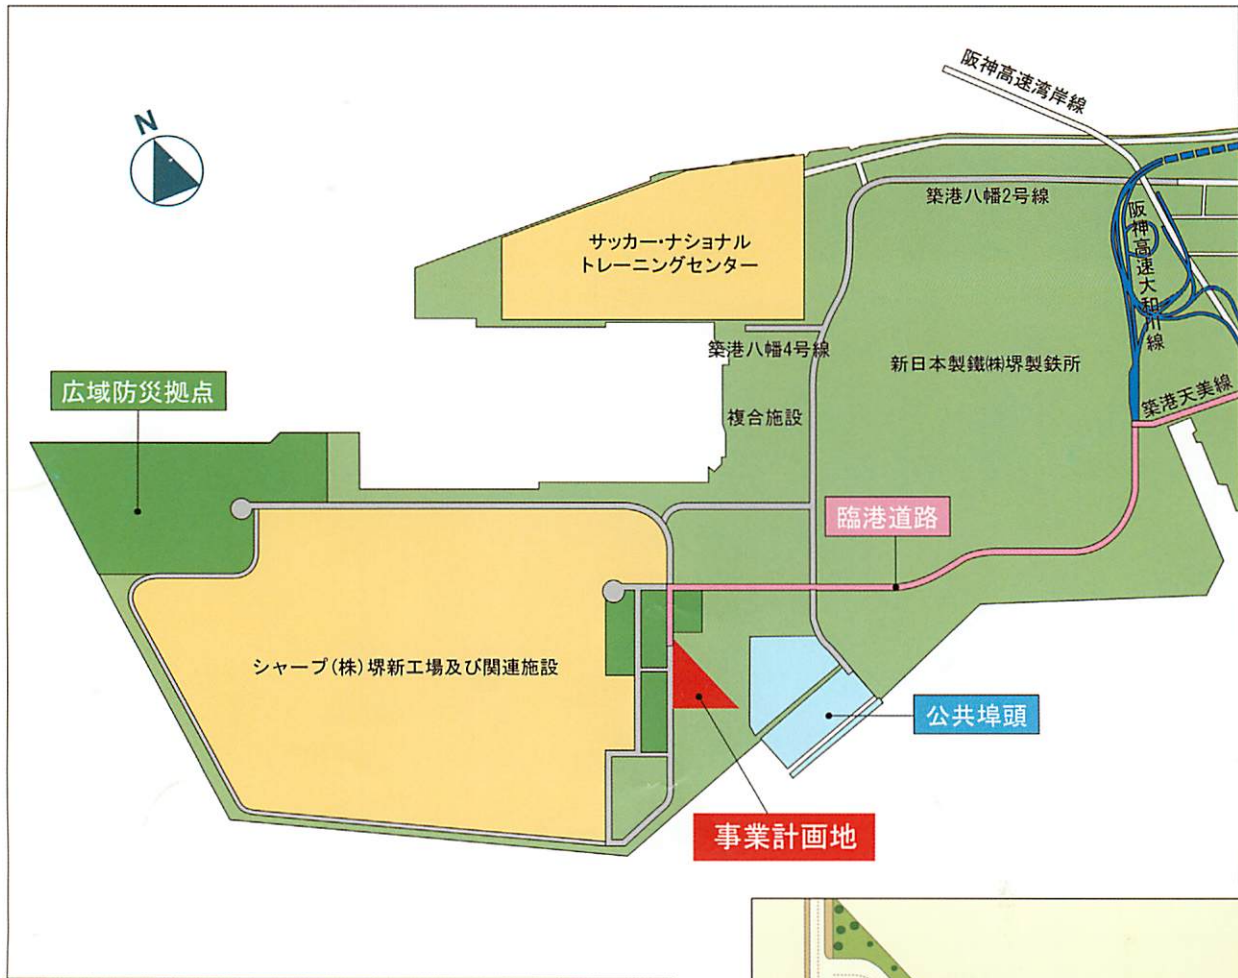 N
阪神高速湾岸線
築港八幡2号線
阪神高速大和川線
サッカー・ナショナル
トレーニングセンター
築港八幡4号線
新日本製鐵㈱堺製鉄所
築港天美線
広域防災拠点
複合施設
臨港道路
シャープ(株)堺新工場及び関連施設
公共埠頭
事業計画地